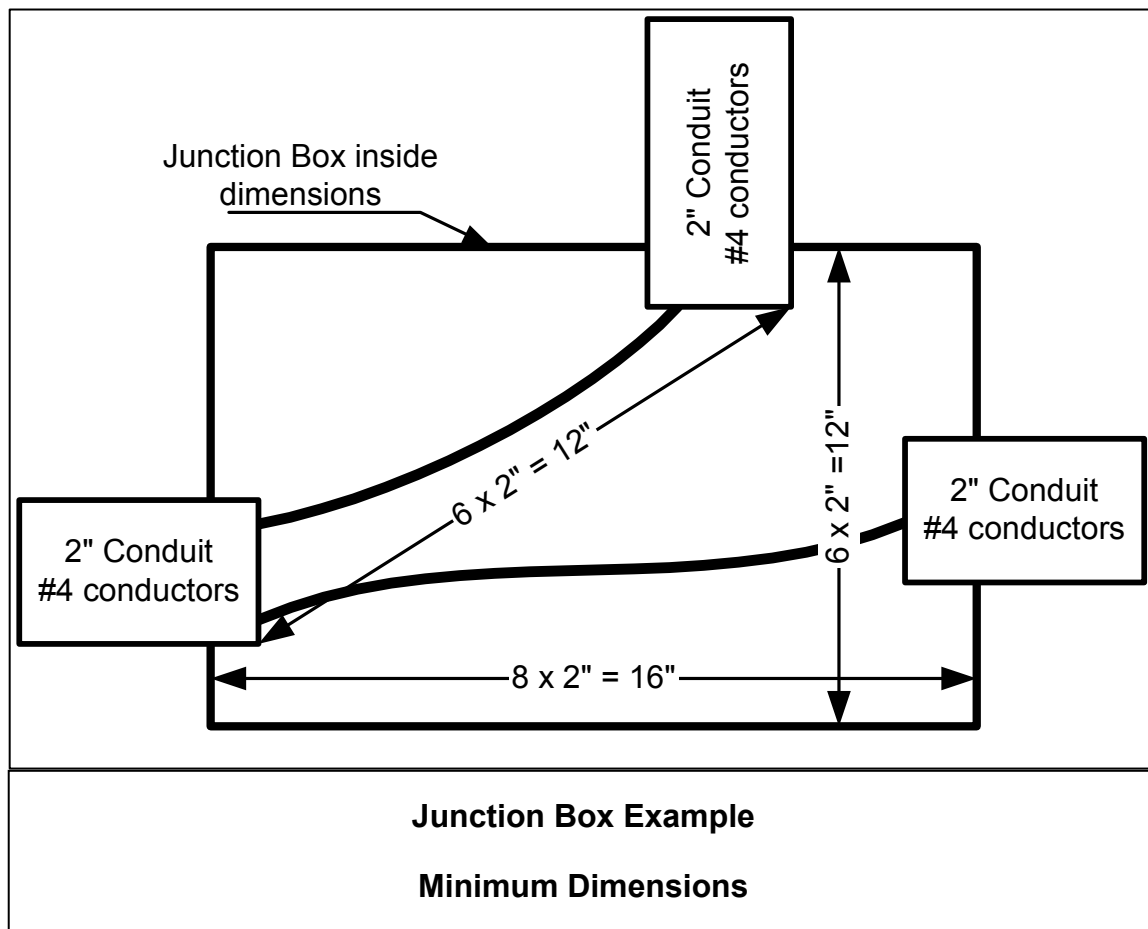 2" Conduit
#4 conductors
Junction Box inside
dimensions
6 x 2" = 12"
6 x 2" =12"
2" Conduit
#4 conductors
2" Conduit
#4 conductors
8 x 2" = 16"
Junction Box Example
Minimum Dimensions